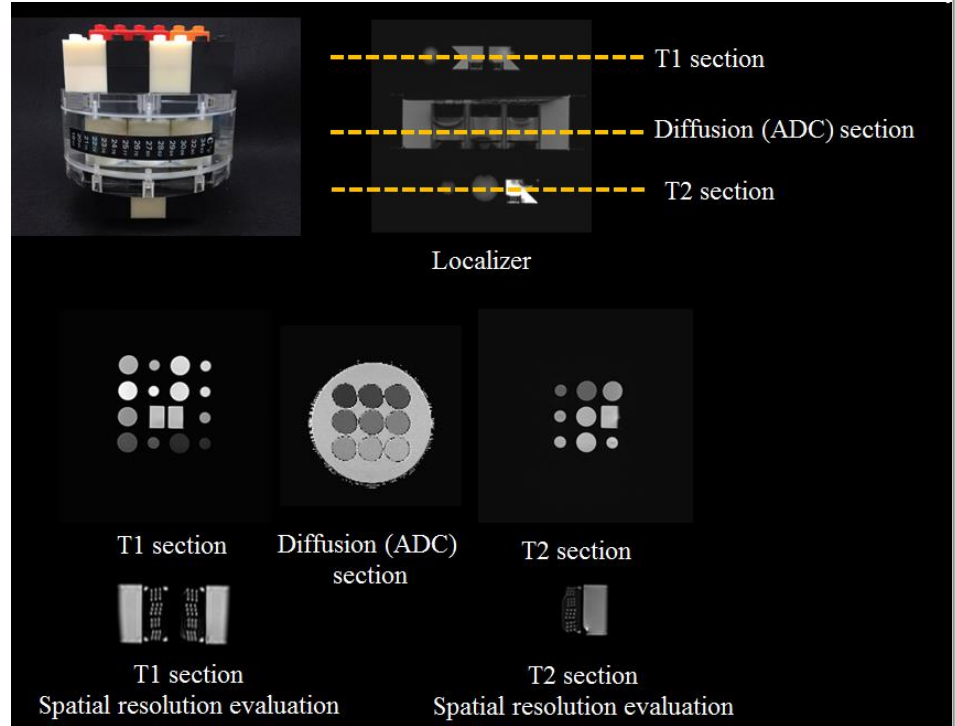 T1 section
Diffusion (ADC) section
T2 section
Localizer
T1 section
Diffusion (ADC)
section
T2 section
T1 section
Spatial resolution evaluation
T2 section
Spatial resolution evaluation